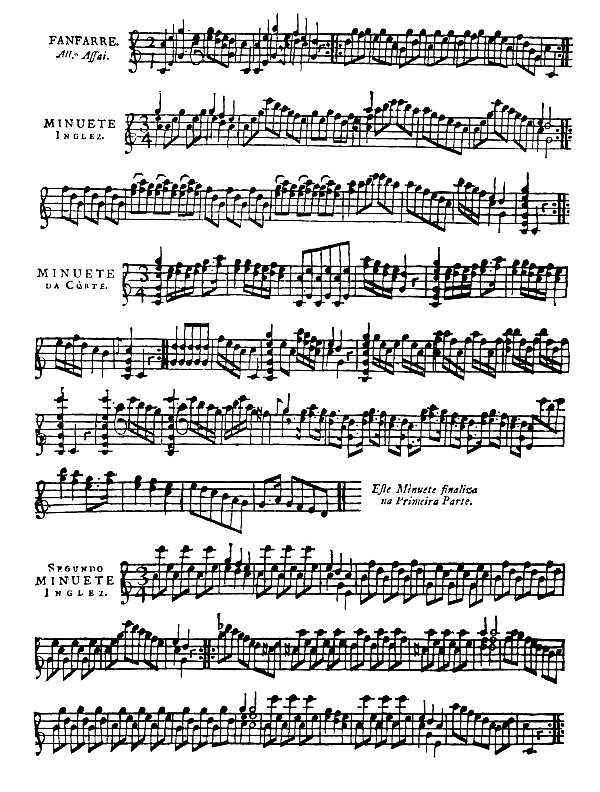 FANFARRE.
All.º Assai.
MINUETE
INGLEZ.
MINUETE
DA CÔRTE.
Este Minuete finaliza
na Primeira Parte.
SEGUNDO
MINUETE
INGLEZ.